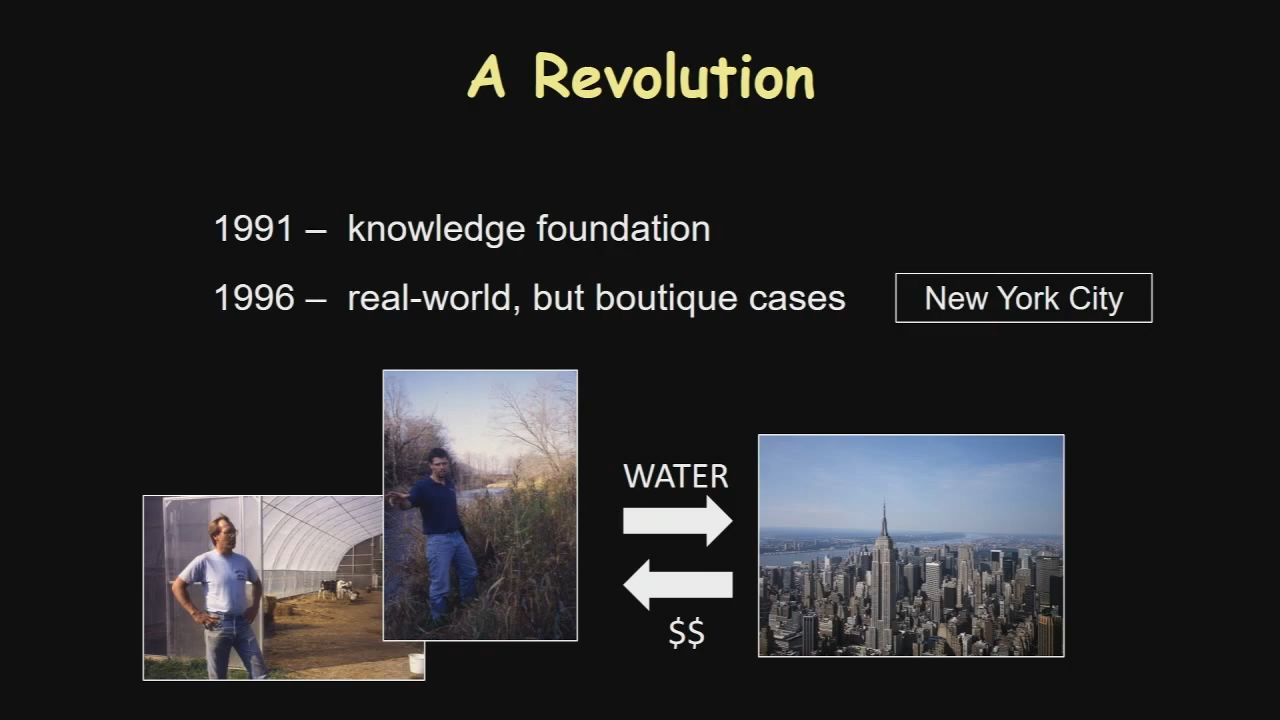 A Revolution
1991 – knowledge foundation
1996 – real-world, but boutique cases
New York City
WATER
$$